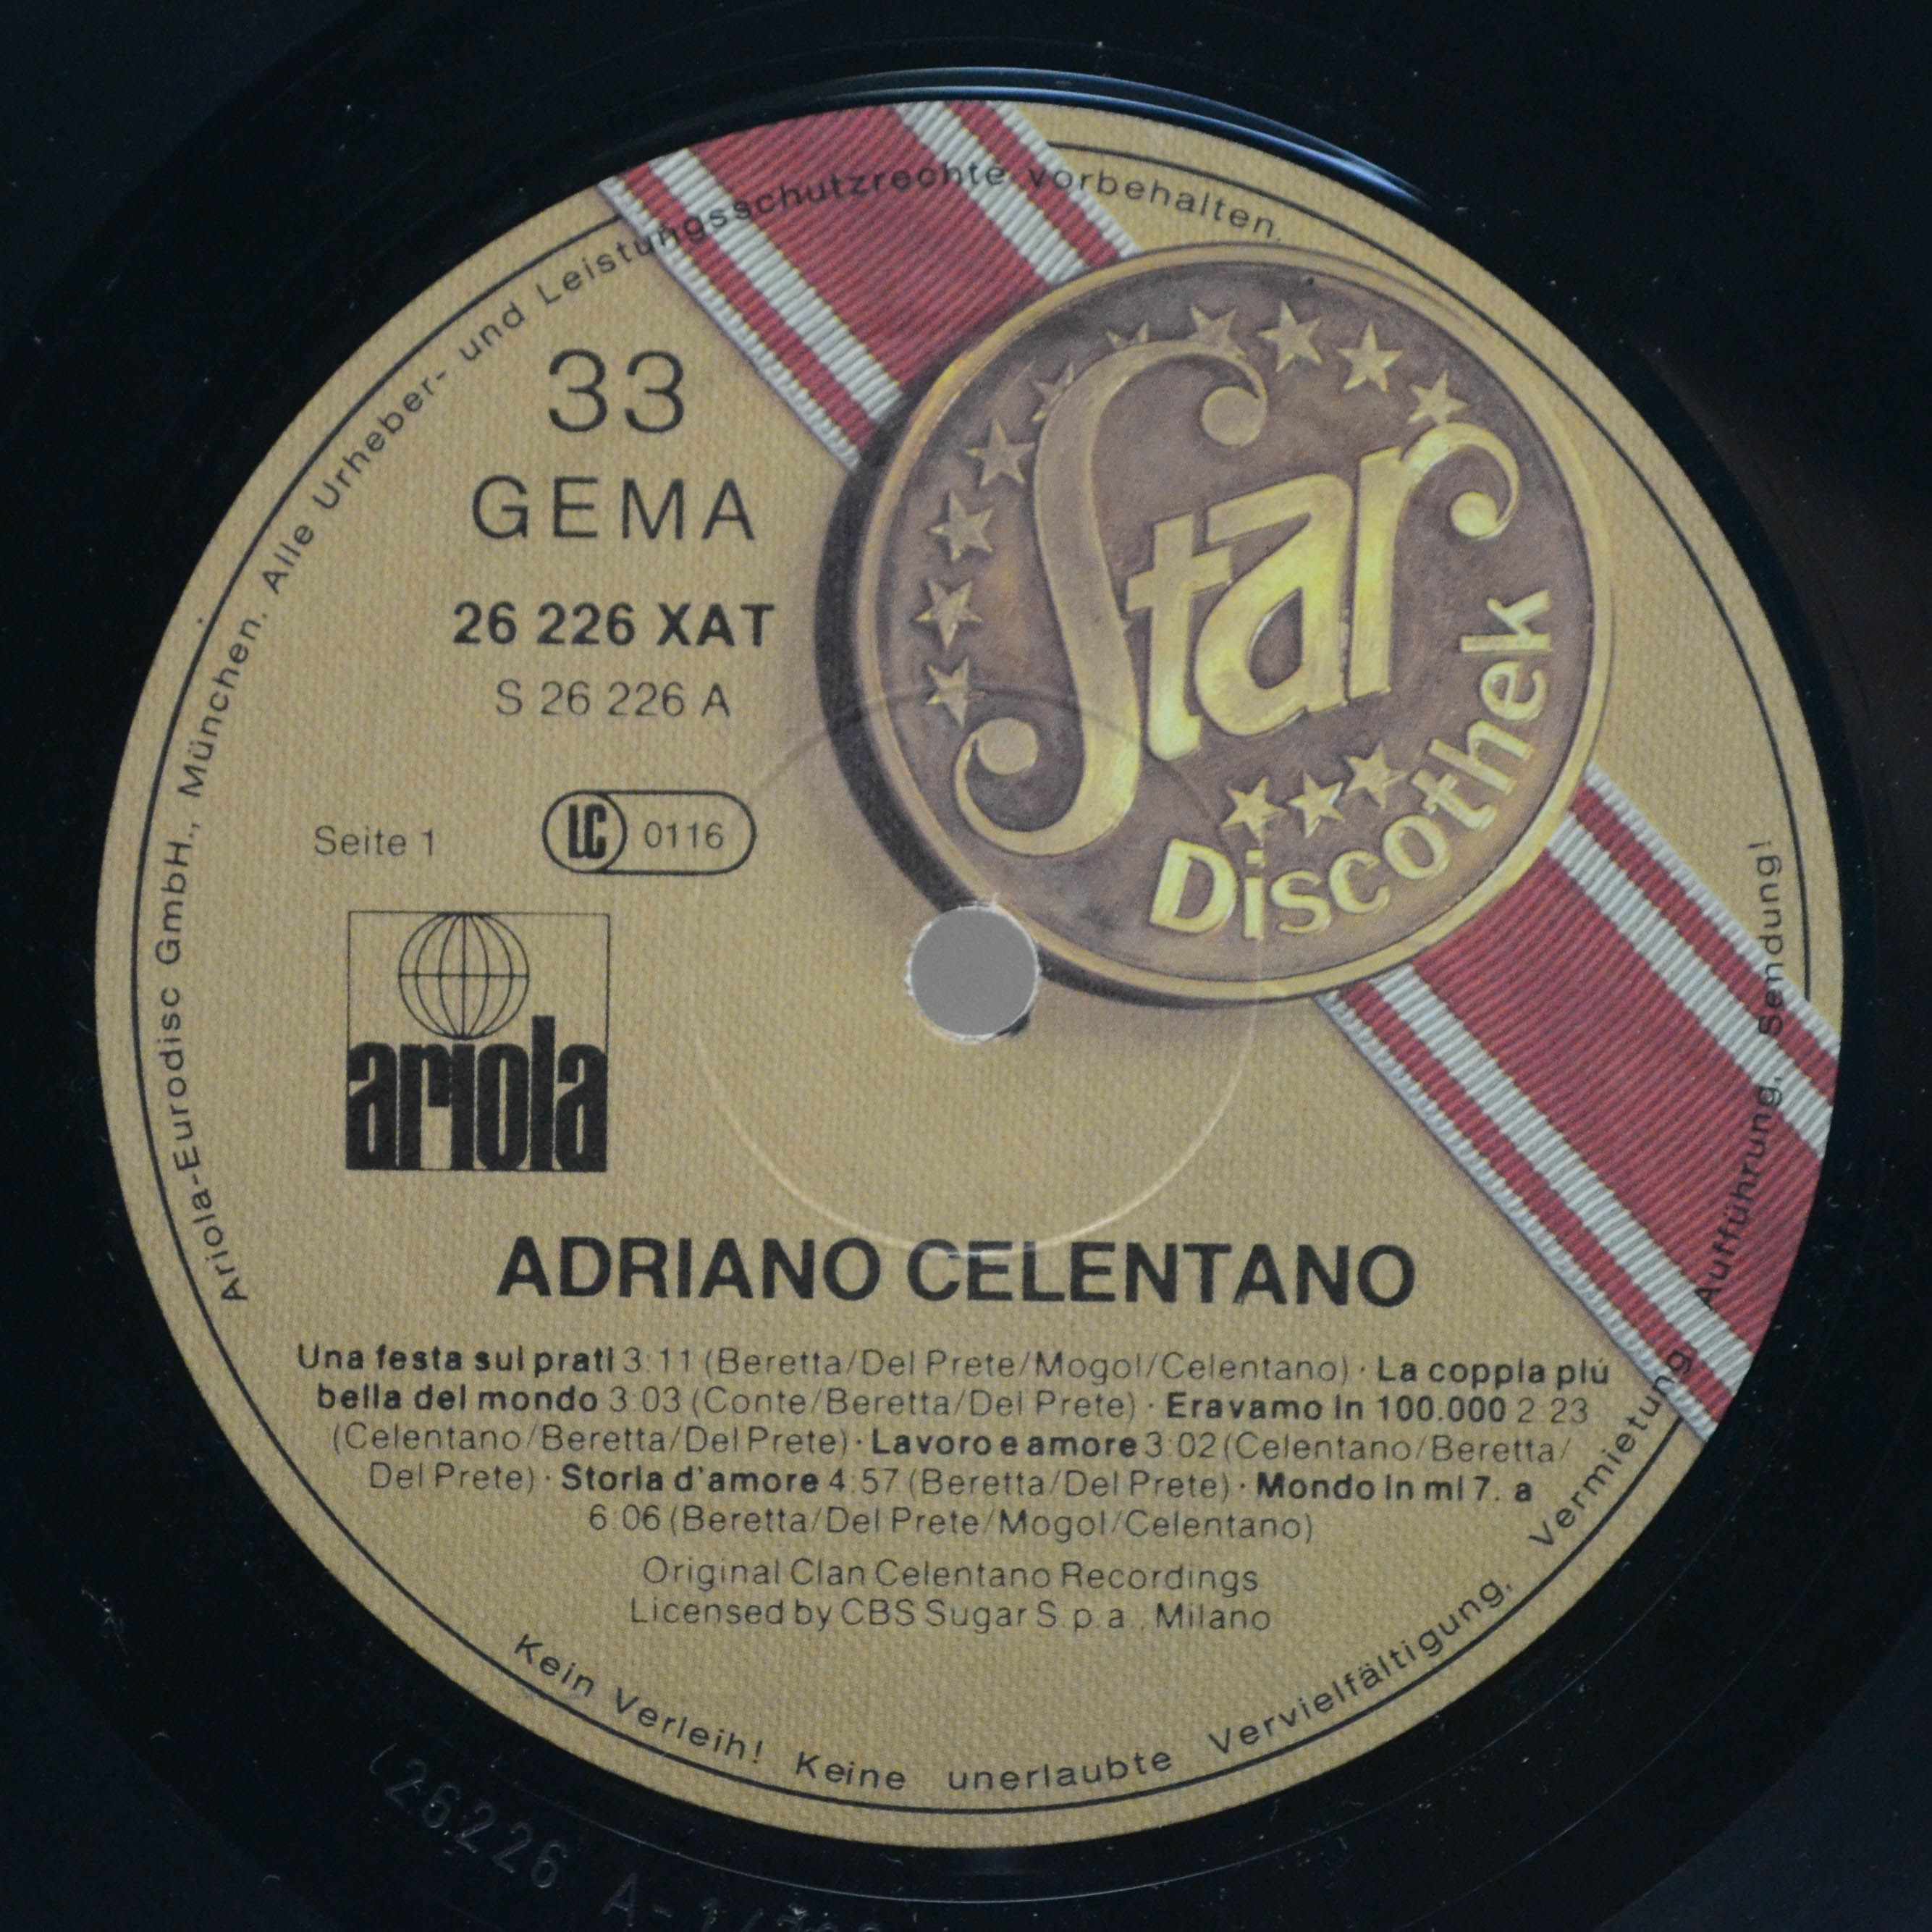 Ariola-Eurodisc GmbH., München. Alle Urheber- und Leistungsschutzrechte vorbehalten.
Star
Discothek
33
GEMA
26 226 XAT
S 26 226 A
Seite 1
LC 0116
ariola
ADRIANO CELENTANO
Una festa sui prati 3:11 (Beretta/Del Prete/Mogol/Celentano) · La coppia piú
bella del mondo 3:03 (Conte/Beretta/Del Prete) · Eravamo in 100.000 2:23
(Celentano/Beretta/Del Prete) · Lavoro e amore 3:02 (Celentano/Beretta/
Del Prete) · Storia d'amore 4:57 (Beretta/Del Prete) · Mondo in mi 7. a
6:06 (Beretta/Del Prete/Mogol/Celentano)
Original Clan Celentano Recordings
Licensed by CBS Sugar S.p.a., Milano
Kein Verleih! Keine unerlaubte Vervielfältigung, Vermietung, Aufführung, Sendung!
26226 A-1/